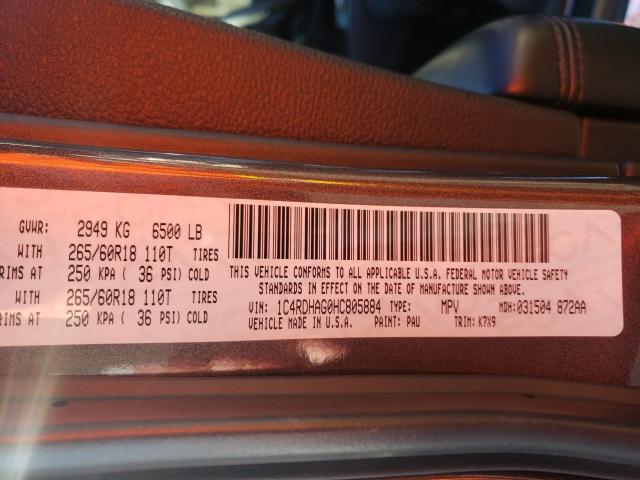 GVWR: 2949 KG 6500 LB
WITH 265/60R18 110T TIRES
RIMS AT 250 KPA ( 36 PSI) COLD
WITH 265/60R18 110T TIRES
RIMS AT 250 KPA ( 36 PSI) COLD
THIS VEHICLE CONFORMS TO ALL APPLICABLE U.S.A. FEDERAL MOTOR VEHICLE SAFETY
STANDARDS IN EFFECT ON THE DATE OF MANUFACTURE SHOWN ABOVE.
VIN: 1C4RDHAG0HC805884 TYPE: MPV MDH: 031504 872AA
VEHICLE MADE IN U.S.A. PAINT: PAU TRIM: K7X9